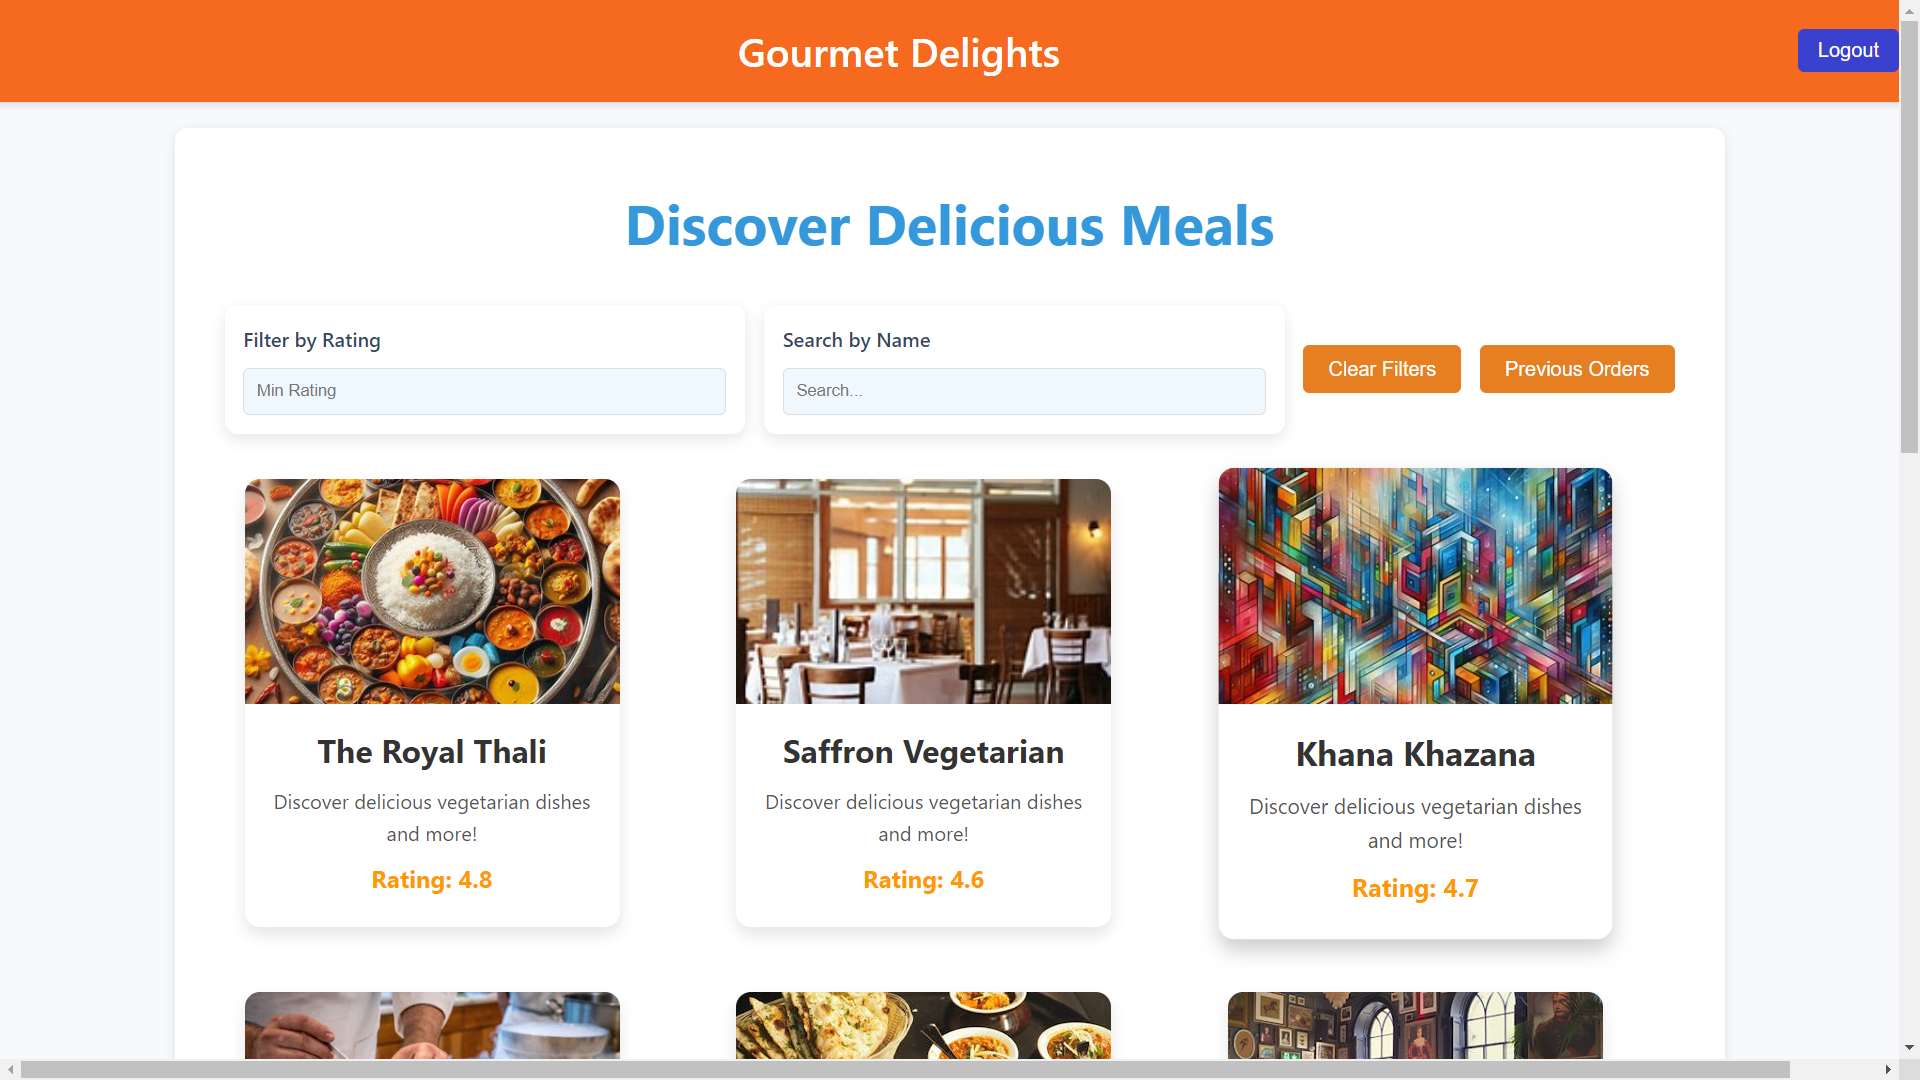 Gourmet Delights
Logout
Discover Delicious Meals
Filter by Rating
Min Rating
Search by Name
Search...
Clear Filters
Previous Orders
The Royal Thali
Discover delicious vegetarian dishes
and more!
Rating: 4.8
Saffron Vegetarian
Discover delicious vegetarian dishes
and more!
Rating: 4.6
Khana Khazana
Discover delicious vegetarian dishes
and more!
Rating: 4.7